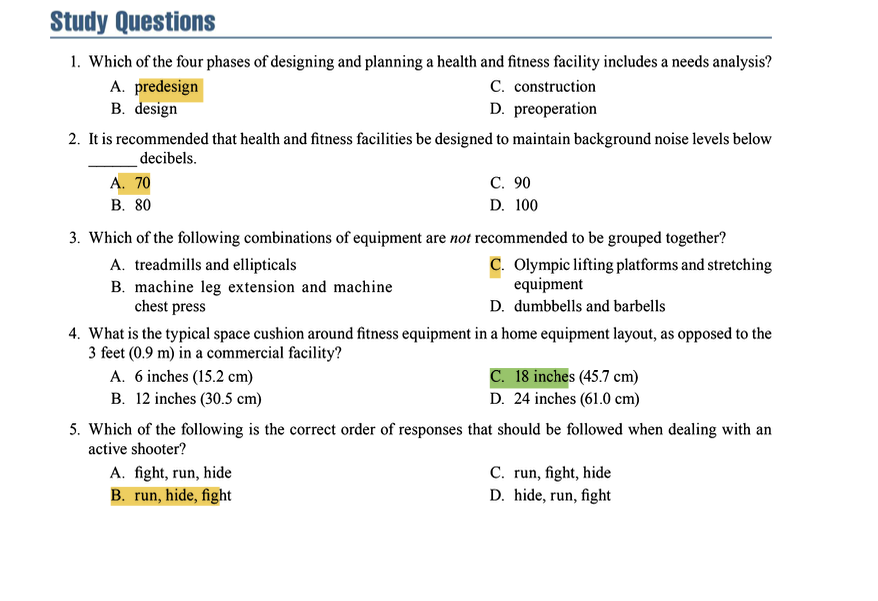 Study Questions
1. Which of the four phases of designing and planning a health and fitness facility includes a needs analysis?
A. predesign
C. construction
B. design
D. preoperation
2. It is recommended that health and fitness facilities be designed to maintain background noise levels below
______ decibels.
A. 70
C. 90
B. 80
D. 100
3. Which of the following combinations of equipment are not recommended to be grouped together?
A. treadmills and ellipticals
C. Olympic lifting platforms and stretching
equipment
B. machine leg extension and machine
chest press
D. dumbbells and barbells
4. What is the typical space cushion around fitness equipment in a home equipment layout, as opposed to the
3 feet (0.9 m) in a commercial facility?
A. 6 inches (15.2 cm)
C. 18 inches (45.7 cm)
B. 12 inches (30.5 cm)
D. 24 inches (61.0 cm)
5. Which of the following is the correct order of responses that should be followed when dealing with an
active shooter?
A. fight, run, hide
C. run, fight, hide
B. run, hide, fight
D. hide, run, fight